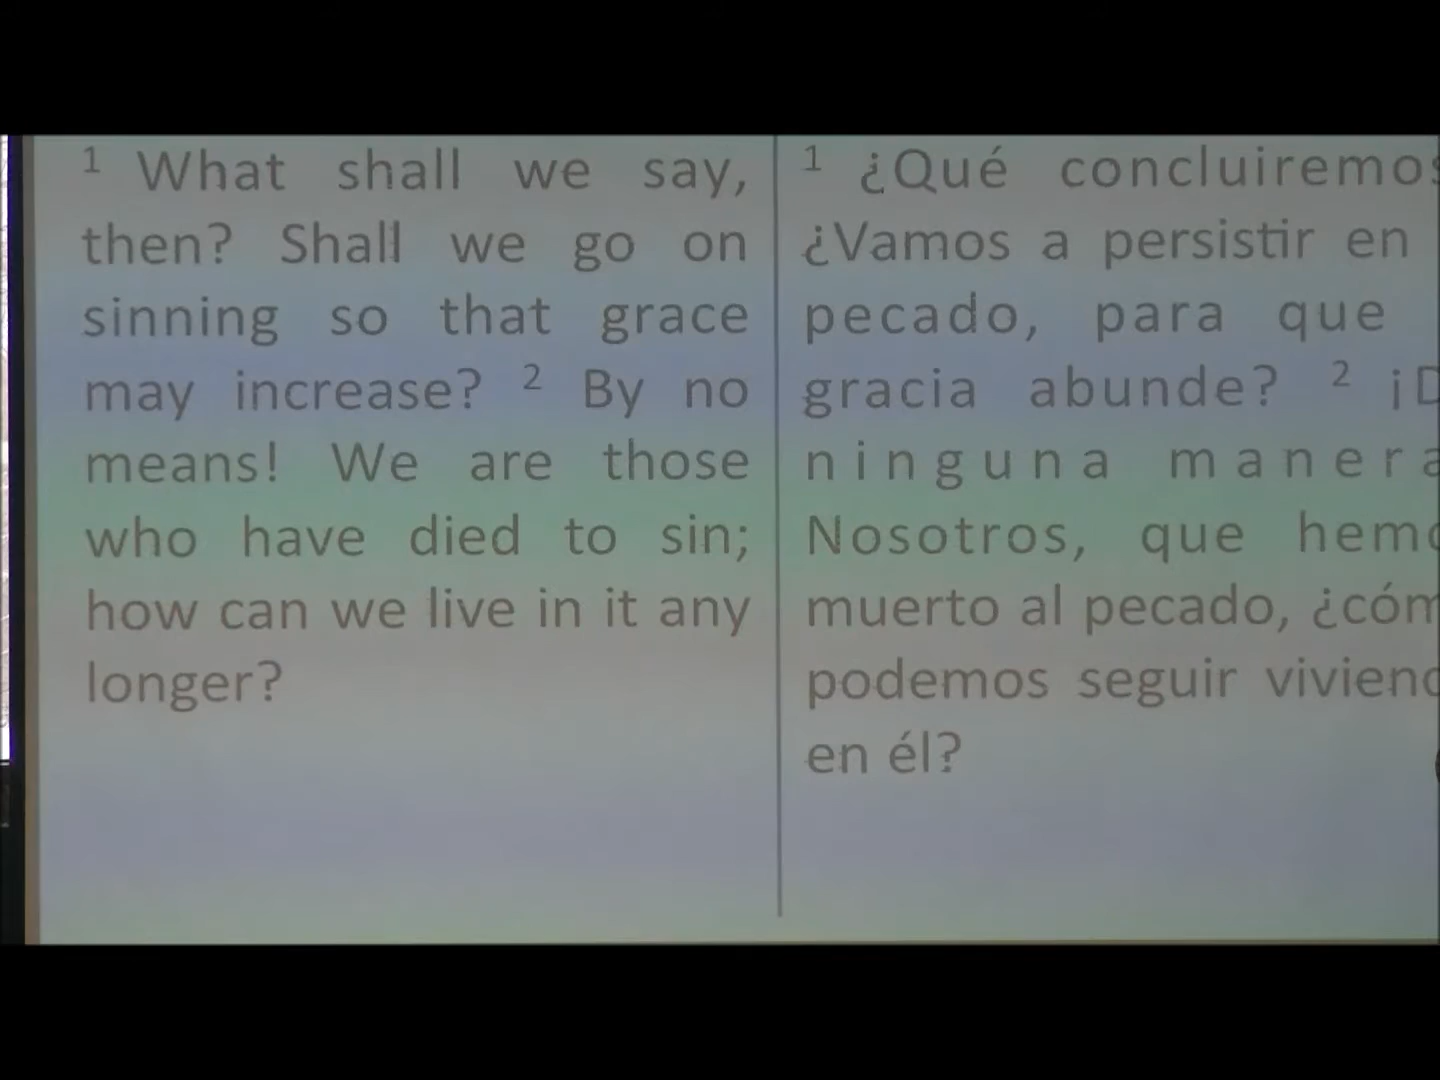 1 What shall we say,
then? Shall we go on
sinning so that grace
may increase? 2 By no
means! We are those
who have died to sin;
how can we live in it any
longer?
1 ¿Qué
¿Vamos a persistir en
pecado, para que
gracia abunde? 2
ninguna
Nosotros, que
muerto al pecado,
podemos seguir
en él?